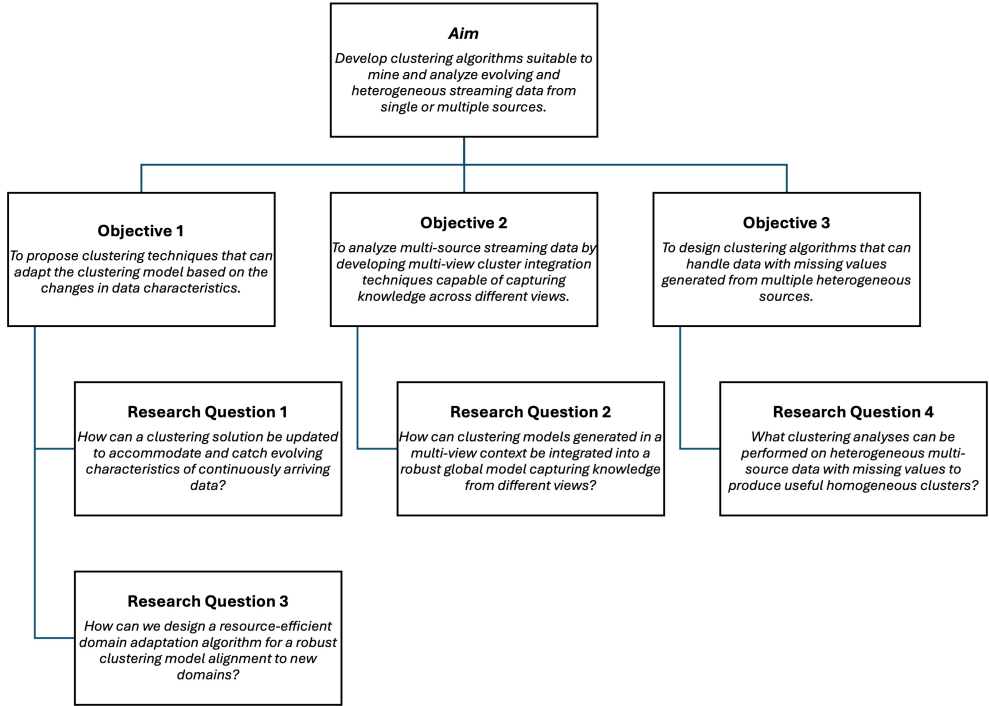 Aim
Develop clustering algorithms suitable to
mine and analyze evolving and
heterogeneous streaming data from
single or multiple sources.
Objective 1
To propose clustering techniques that can
adapt the clustering model based on the
changes in data characteristics.
Objective 2
To analyze multi-source streaming data by
developing multi-view cluster integration
techniques capable of capturing
knowledge across different views.
Objective 3
To design clustering algorithms that can
handle data with missing values
generated from multiple heterogeneous
sources.
Research Question 1
How can a clustering solution be updated
to accommodate and catch evolving
characteristics of continuously arriving
data?
Research Question 2
How can clustering models generated in a
multi-view context be integrated into a
robust global model capturing knowledge
from different views?
Research Question 4
What clustering analyses can be
performed on heterogeneous multi-
source data with missing values to
produce useful homogeneous clusters?
Research Question 3
How can we design a resource-efficient
domain adaptation algorithm for a robust
clustering model alignment to new
domains?